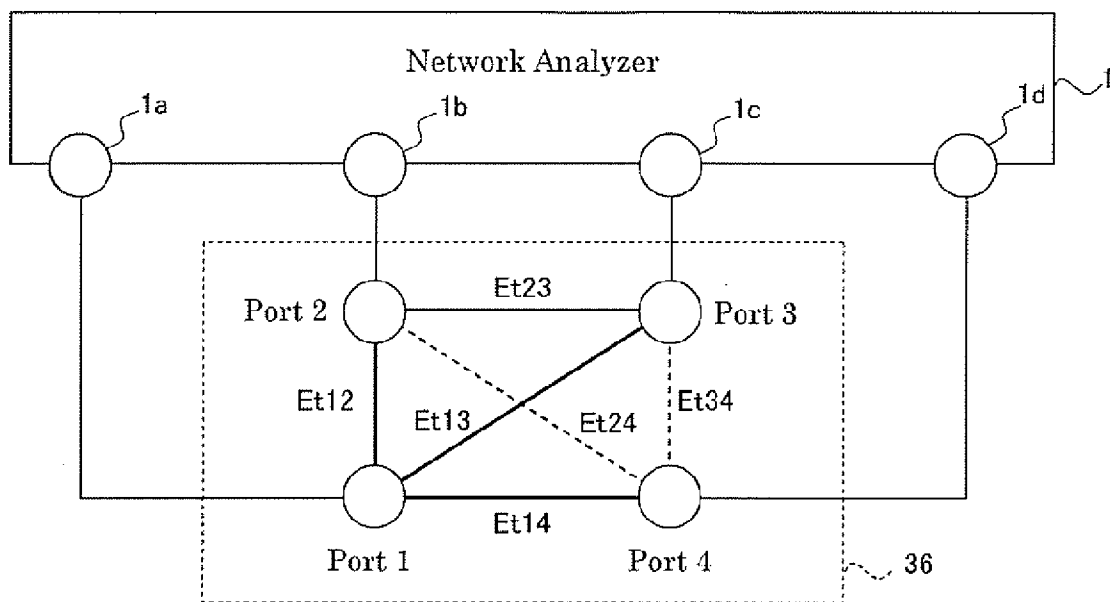 Network Analyzer
1
1a
1b
1c
1d
Port 2
Et23
Port 3
Et12
Et13
Et24
Et34
Et14
Port 1
Port 4
36